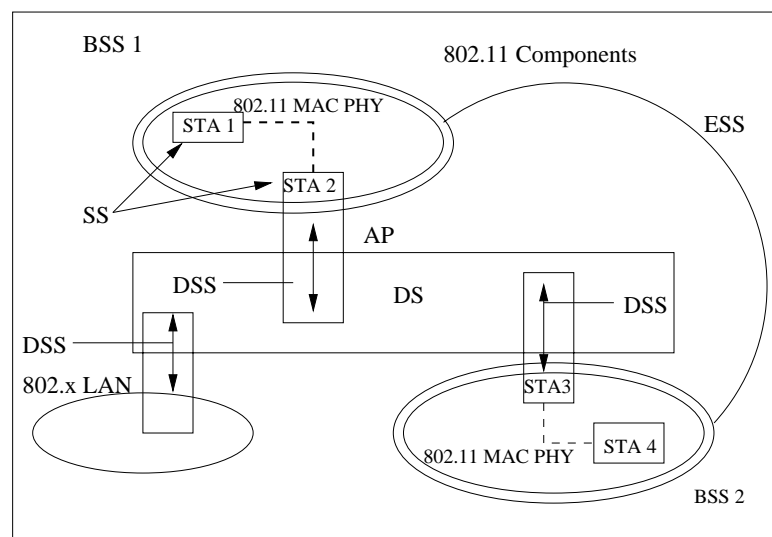 BSS 1
802.11 Components
802.11 MAC PHY
STA 1
ESS
STA 2
SS
AP
DSS
DS
DSS
DSS
802.x LAN
STA3
STA 4
802.11 MAC PHY
BSS 2